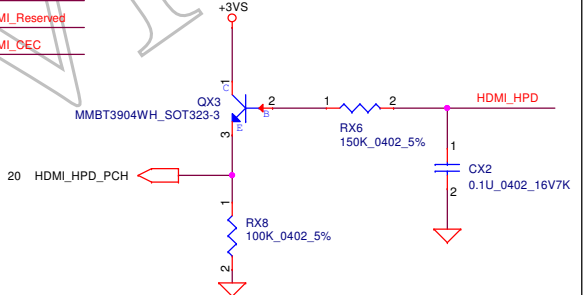 +3VS
MI_Reserved
MI_CEC
1
C
QX3
MMBT3904WH_SOT323-3
2
B
E
3
1
2
RX6
150K_0402_5%
HDMI_HPD
1
CX2
0.1U_0402_16V7K
2
20 HDMI_HPD_PCH
1
RX8
100K_0402_5%
2